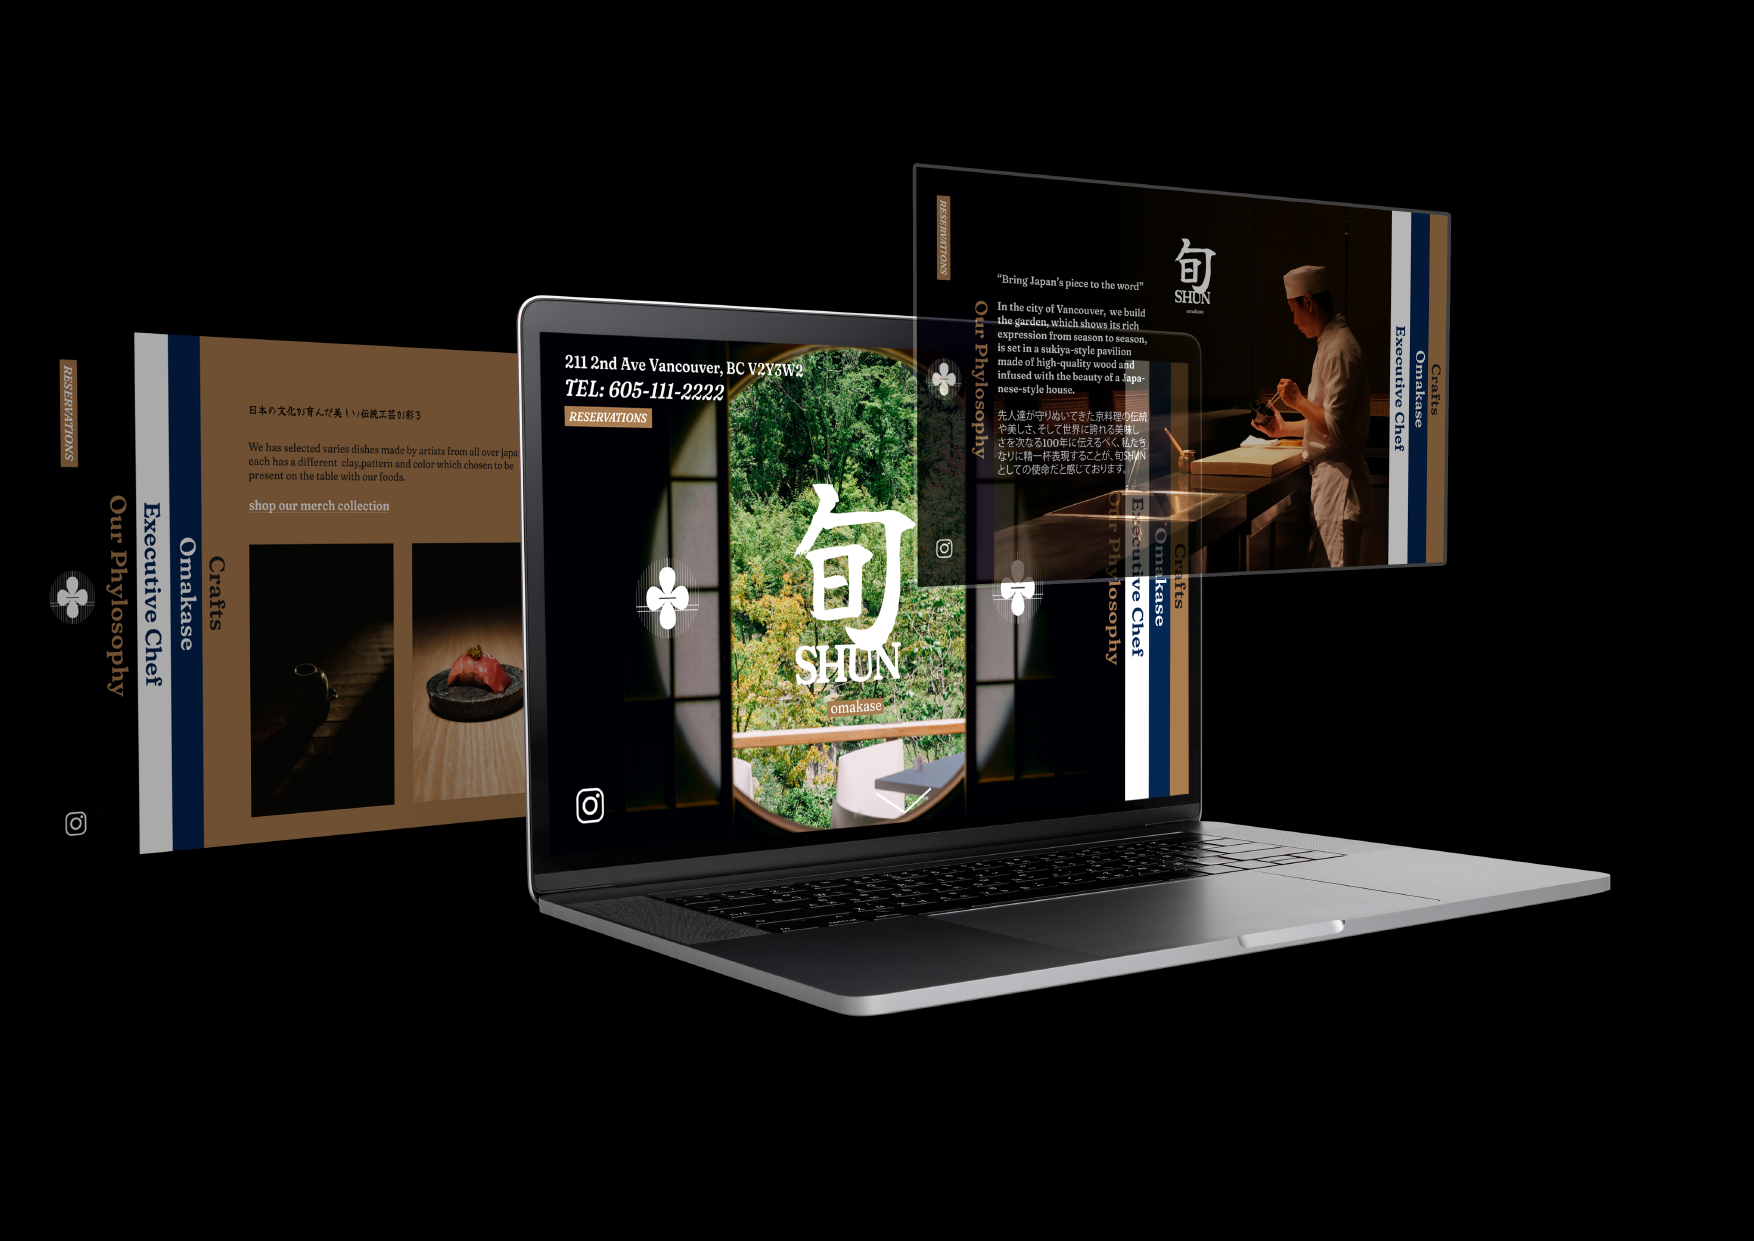 RESERVATIONS
Our Phylosophy
Executive Chef
Omakase
Crafts
日本の文化が育んだ美しい伝統工芸が彩る
We has selected varies dishes made by artists from all over japa
each has a different clay,pattern and color which chosen to be
present on the table with our foods.
shop our merch collection
211 2nd Ave Vancouver, BC V2Y3W2
TEL: 605-111-2222
RESERVATIONS
旬
SHUN
omakase
Our Phylosophy
Executive Chef
Omakase
Crafts
RESERVATIONS
Our Phylosophy
“Bring Japan’s piece to the word”
In the city of Vancouver, we build
the garden, which shows its rich
expression from season to season,
is set in a sukiya-style pavilion
made of high-quality wood and
infused with the beauty of a Japa-
nese-style house.
先人達が守りぬいてきた京料理の伝統
や美しさ、そして世界に誇れる美味し
さを次なる100年に伝えるべく、私たち
なりに精一杯表現することが、旬SHUN
としての使命だと感じております。
旬
SHUN
omakase
Executive Chef
Omakase
Crafts